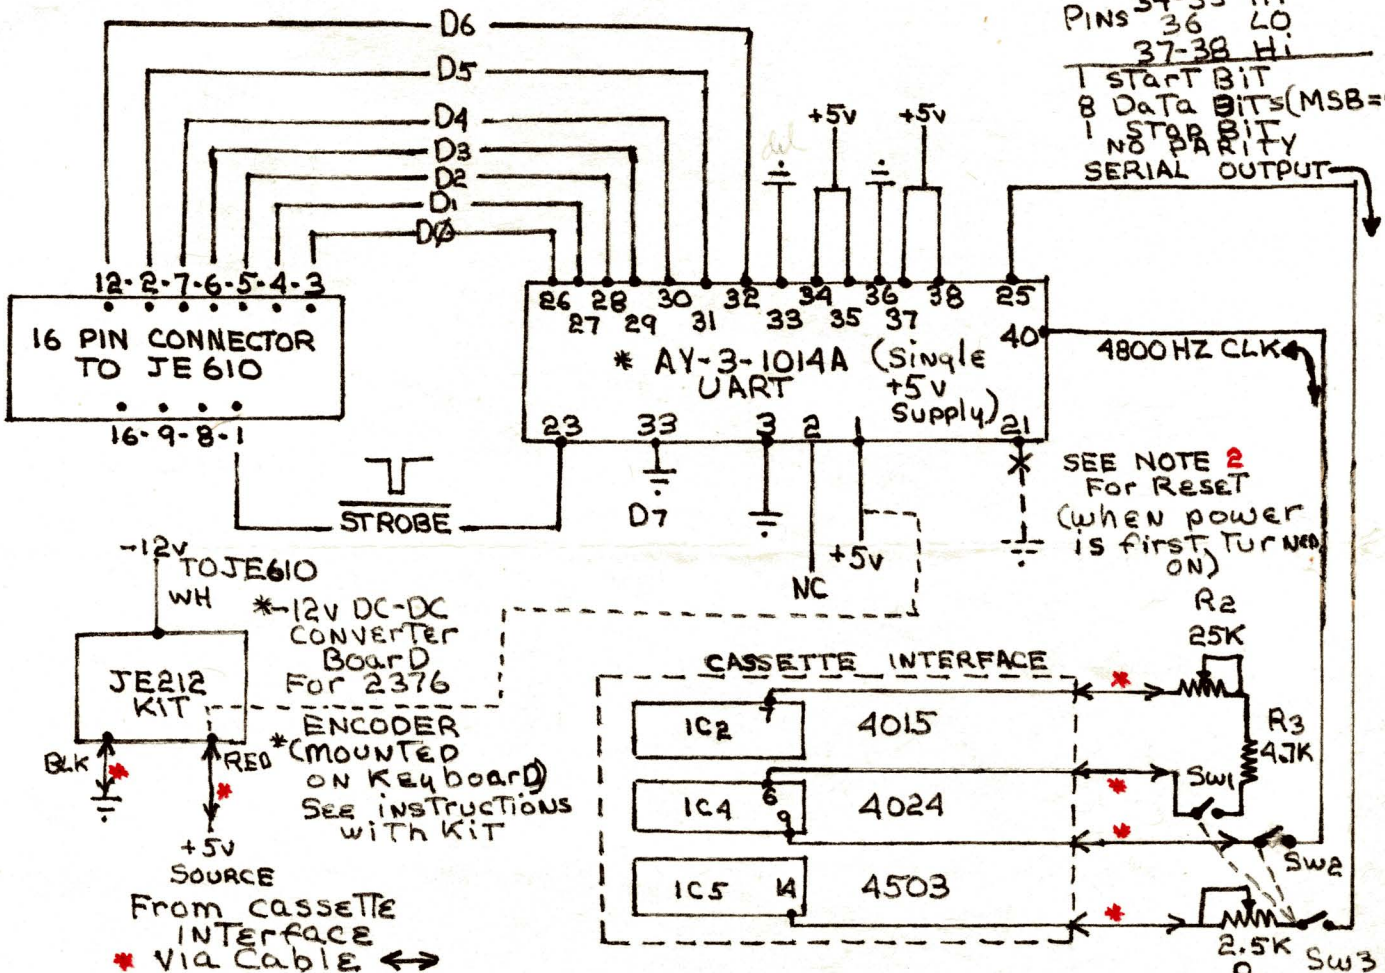 D6
D5
D4
D3
D2
D1
DØ
PINS
36 LO
37-38 Hi
1 START BIT
8 DaTa BITS(MSB=
1 STOP BIT
NO PARITY
SERIAL OUTPUT
+5v
+5v
12-2-7-6-5-4-3
16 PIN CONNECTOR
TO JE610
16-9-8-1
26
27
28
29
30
31
32
33
34
35
36
37
38
25
40
* AY-3-1014A (Single
UART
+5v
Supply)
23
33
3
2
1
21
4800HZ CLK
STROBE
D7
NC
+5v
SEE NOTE 2
For Reset
(when power
is first Turned
ON)
-12v
TO JE610
WH
JE212
KIT
BLK
*
RED
*
+5v
SOURCE
From cassette
INTerface
* Via Cable
*-12v DC-DC
CONVERTER
BoarD
For 2376
ENCODER
*(MOUNTED
ON KeyboarD)
See instructions
with KiT
CASSETTE INTERFACE
IC2
7
4015
IC4
6
9
4024
IC5
14
4503
*
*
*
*
R2
25K
R3
4.7K
SW1
SW2
2.5K
SW3